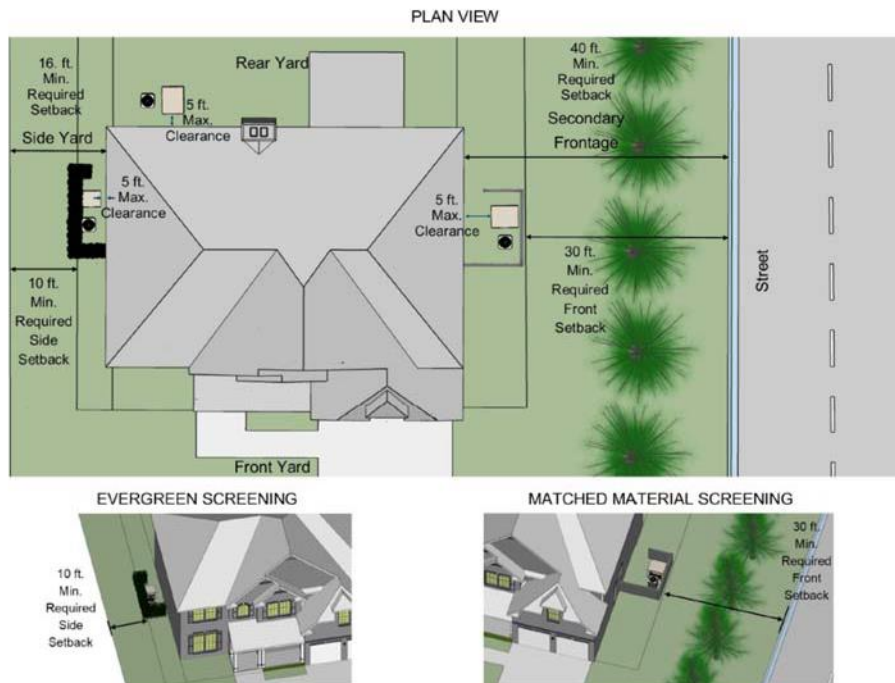 PLAN VIEW
16. ft.
Min.
Required
Setback
Side Yard
5 ft.
Max.
Clearance
Rear Yard
40 ft.
Min.
Required
Setback
Secondary
Frontage
5 ft.
Max.
Clearance
5 ft.
Max.
Clearance
10 ft.
Min.
Required
Side
Setback
30 ft.
Min.
Required
Front
Setback
Street
Front Yard
EVERGREEN SCREENING
10 ft.
Min.
Required
Side
Setback
MATCHED MATERIAL SCREENING
30 ft.
Min.
Required
Front
Setback